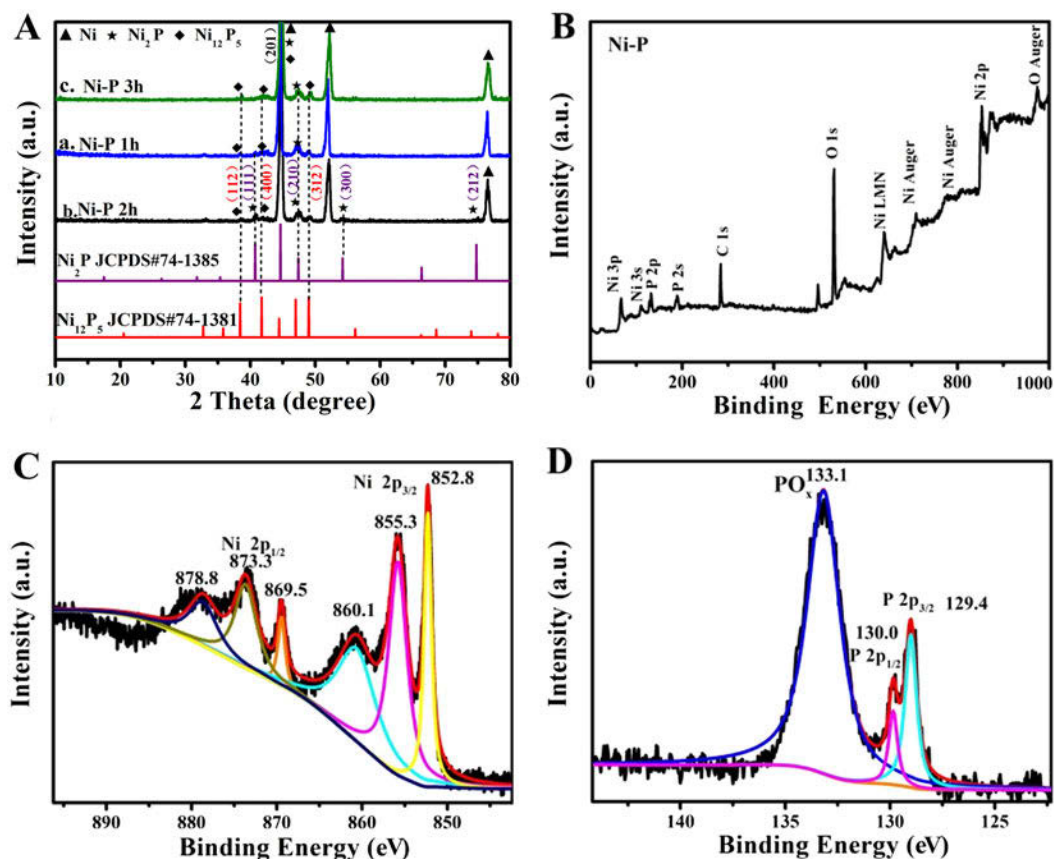 A
▲ Ni ★ Ni₂P ◆ Ni₁₂P₅
(201)
c. Ni-P 3h
a. Ni-P 1h
(112) (111) (400) (210) (312) (300) (212)
b. Ni-P 2h
Ni₂P JCPDS#74-1385
Ni₁₂P₅ JCPDS#74-1381
10 20 30 40 50 60 70 80
2 Theta (degree)
Intensity (a.u.)
B
Ni-P
Ni 3p
Ni 3s
P 2p
P 2s
C 1s
O 1s
Ni LMN
Ni Auger
Ni Auger
Ni 2p
O Auger
0 200 400 600 800 1000
Binding Energy (eV)
Intensity (a.u.)
C
Ni 2p₃/₂
852.8
855.3
Ni 2p₁/₂
873.3
878.8
869.5
860.1
890 880 870 860 850
Binding Energy (eV)
Intensity (a.u.)
D
POₓ
133.1
P 2p₃/₂ 129.4
130.0
P 2p₁/₂
140 135 130 125
Binding Energy (eV)
Intensity (a.u.)